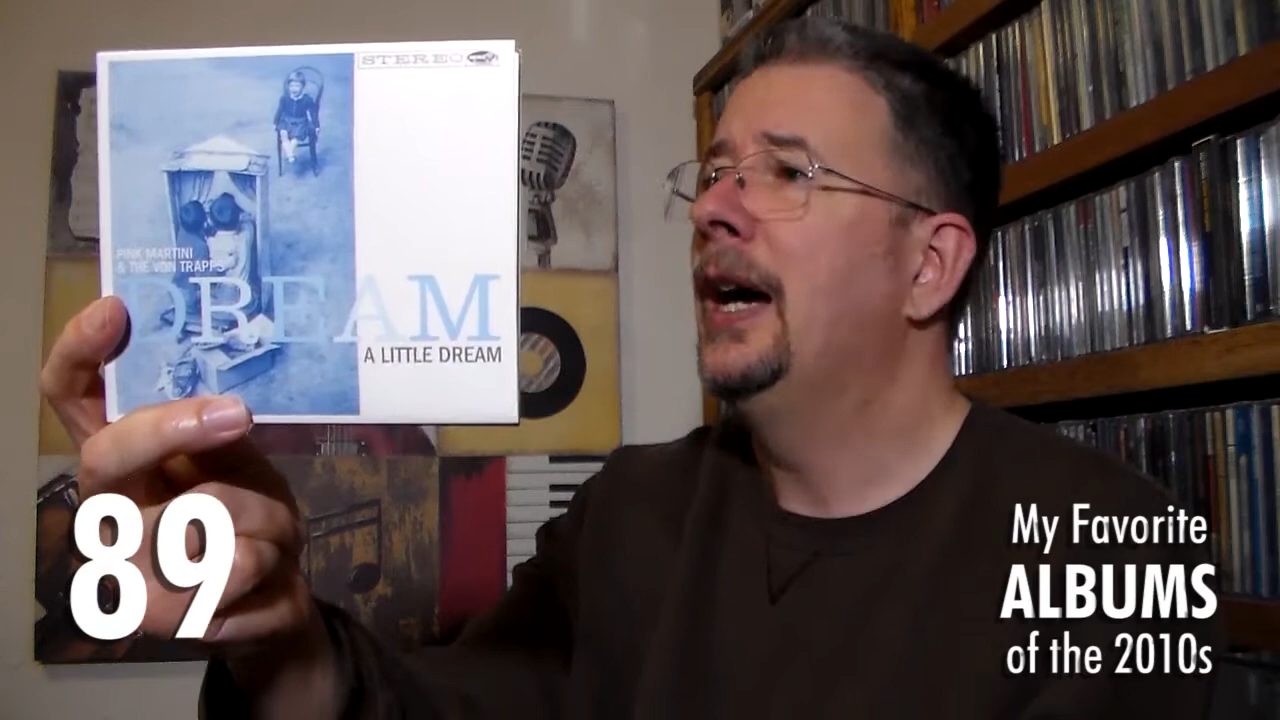 STEREO
PINK MARTINI
& THE VON TRAPPS
DREAM
A LITTLE DREAM
89
My Favorite
ALBUMS
of the 2010s